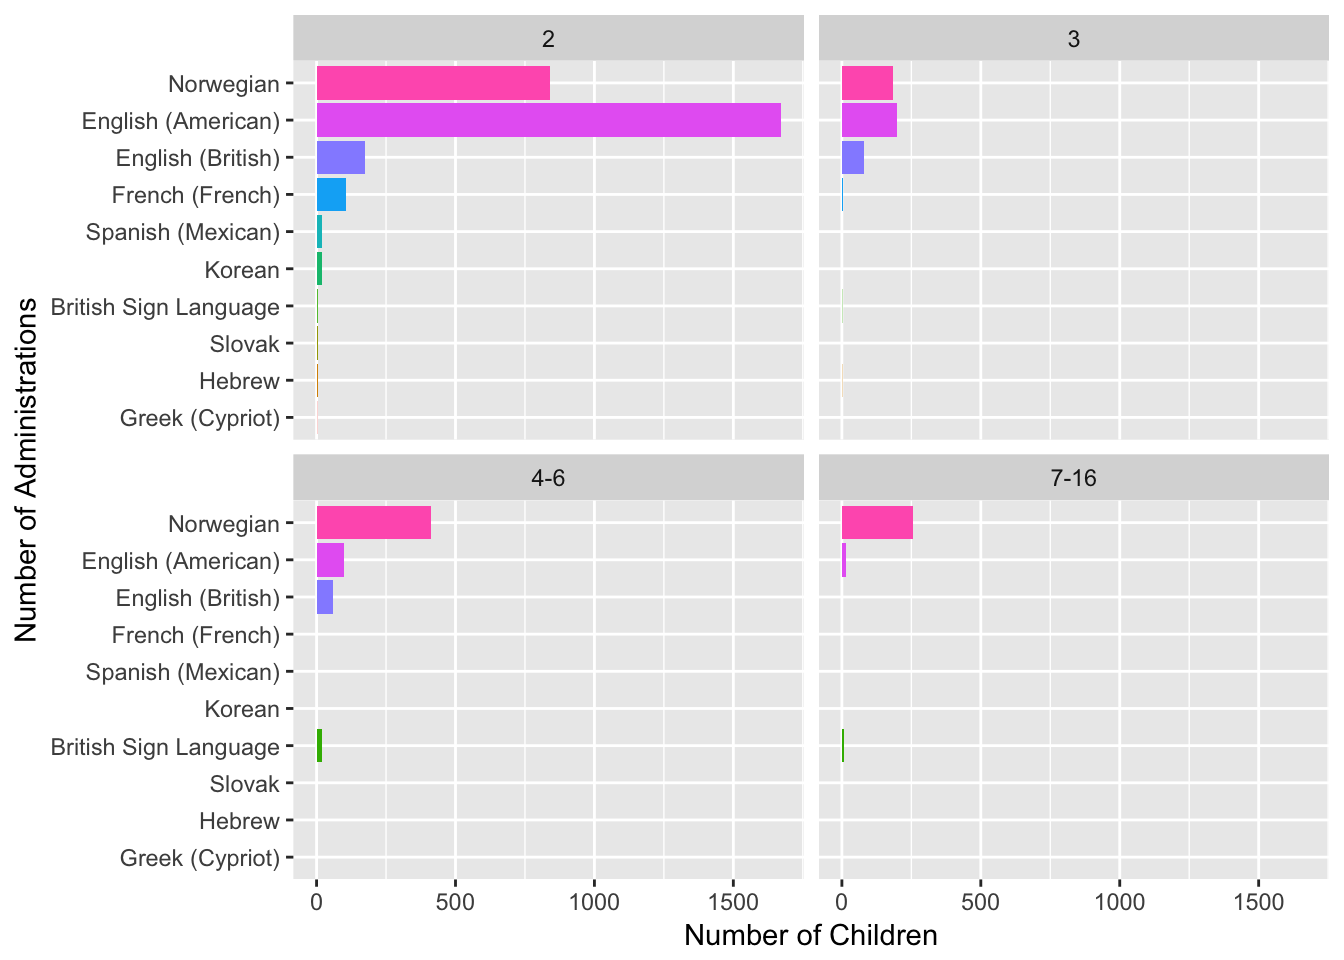 2
3
Norwegian
English (American)
English (British)
French (French)
Spanish (Mexican)
Korean
British Sign Language
Slovak
Hebrew
Greek (Cypriot)
4-6
7-16
Norwegian
English (American)
English (British)
French (French)
Spanish (Mexican)
Korean
British Sign Language
Slovak
Hebrew
Greek (Cypriot)
0 500 1000 1500
0 500 1000 1500
Number of Children
Number of Administrations